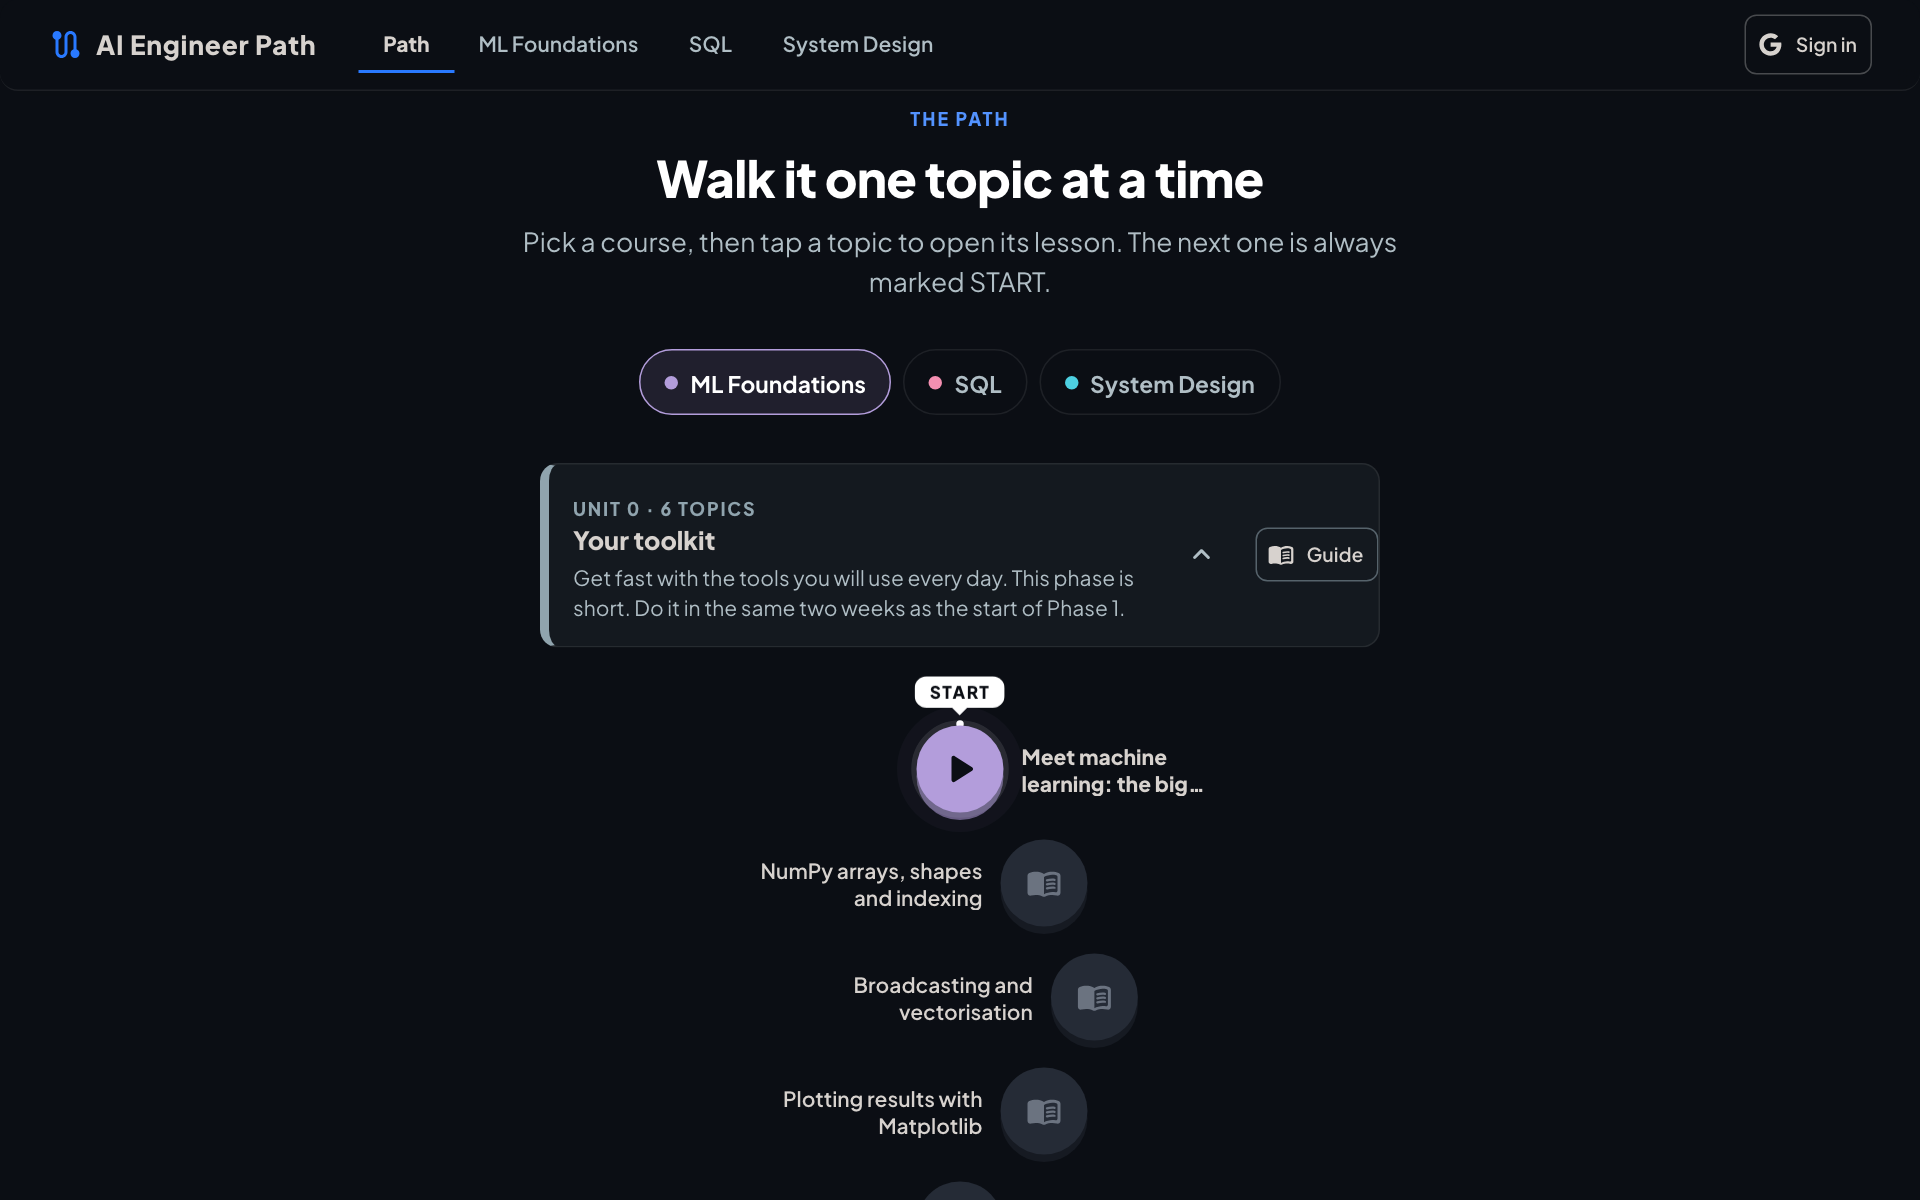 AI Engineer Path
Path
ML Foundations
SQL
System Design
Sign in
THE PATH
Walk it one topic at a time
Pick a course, then tap a topic to open its lesson. The next one is always
marked START.
ML Foundations
SQL
System Design
UNIT 0 · 6 TOPICS
Your toolkit
Get fast with the tools you will use every day. This phase is
short. Do it in the same two weeks as the start of Phase 1.
Guide
START
Meet machine
learning: the big…
NumPy arrays, shapes
and indexing
Broadcasting and
vectorisation
Plotting results with
Matplotlib